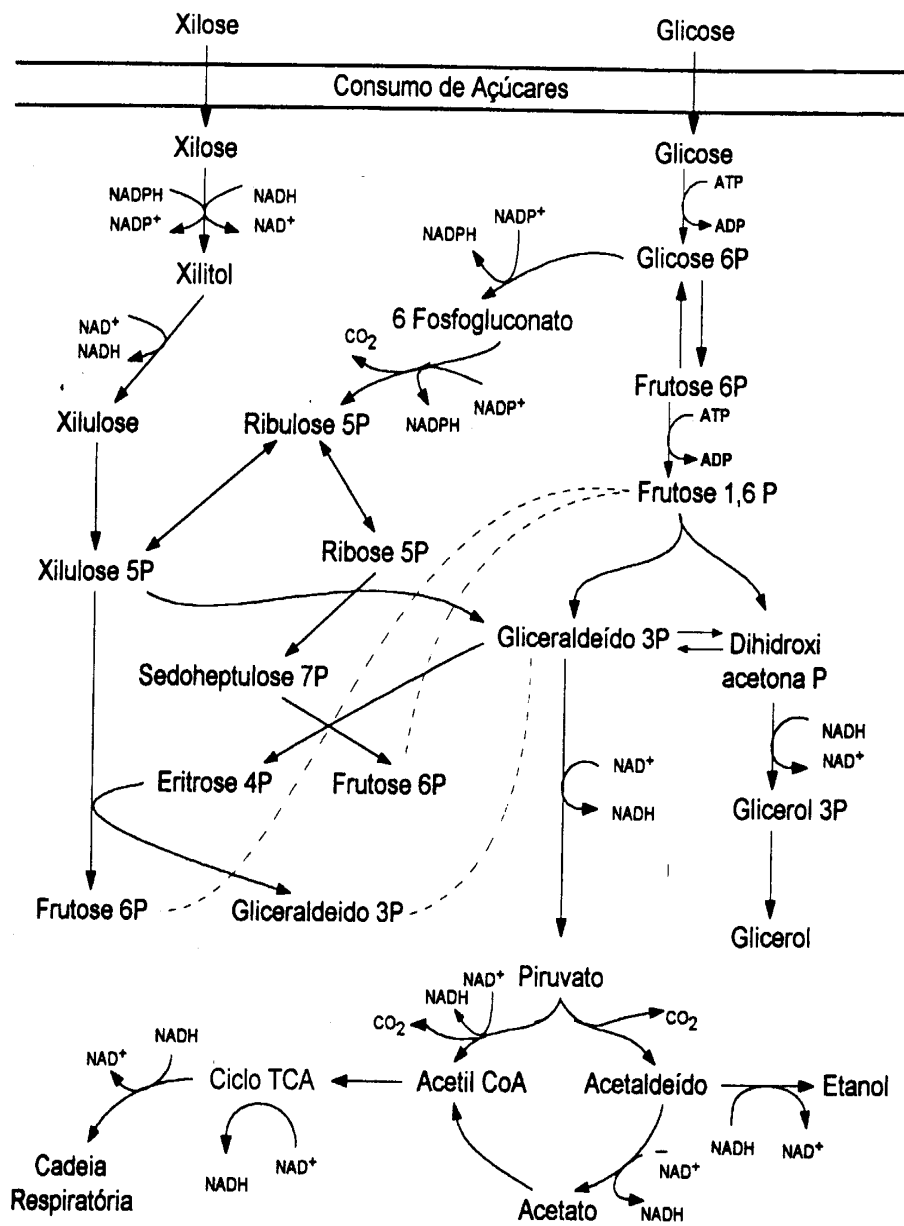 Xilose
Glicose
Consumo de Açúcares
Xilose
Glicose
NADPH
NADH
NADP+
NAD+
ATP
ADP
Xilitol
NADP+
NADPH
Glicose 6P
6 Fosfogluconato
NAD+
NADH
CO2
NADPH
NADP+
Frutose 6P
Xilulose
Ribulose 5P
ATP
ADP
Frutose 1,6 P
Xilulose 5P
Ribose 5P
Gliceraldeído 3P
Dihidroxi
acetona P
Sedoheptulose 7P
NADH
NAD+
Eritrose 4P
Frutose 6P
NAD+
NADH
Glicerol 3P
Frutose 6P
Gliceraldeido 3P
Glicerol
Piruvato
NAD+
NADH
CO2
CO2
NADH
NAD+
Ciclo TCA
Acetil CoA
Acetaldeído
Etanol
NADH
NAD+
NADH
NAD+
Cadeia
Respiratória
NAD+
NADH
Acetato